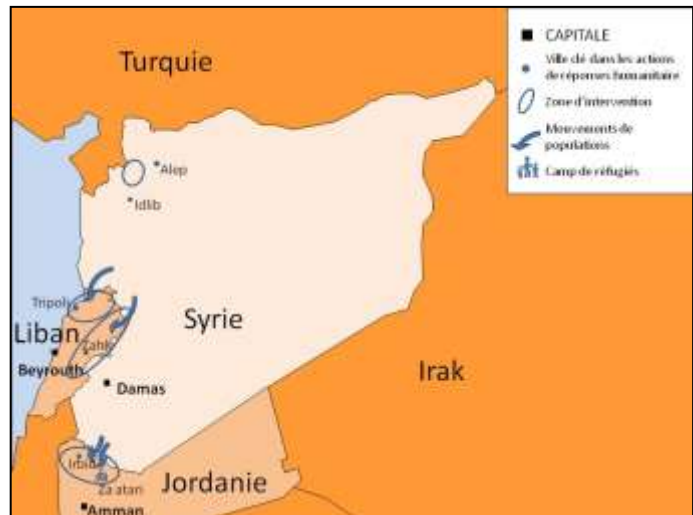 CAPITALE
Ville clé dans les actions
de réponses humanitaire
Zone d'intervention
Mouvements de
populations
Camp de réfugiés
Turquie
Alep
Idlib
Tripoli
Syrie
Liban
Zahlé
Beyrouth
Irak
Damas
Irbid
Za atari
Jordanie
Amman